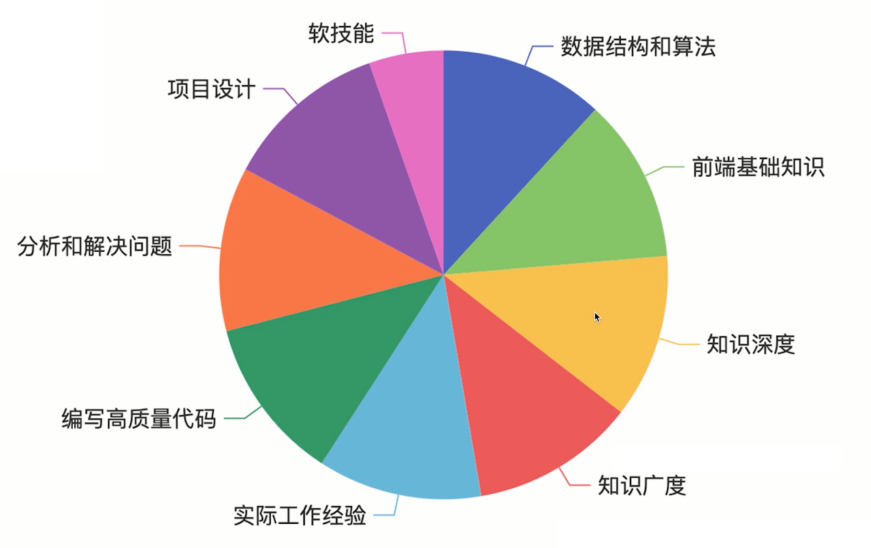 软技能
数据结构和算法
项目设计
前端基础知识
分析和解决问题
知识深度
编写高质量代码
知识广度
实际工作经验